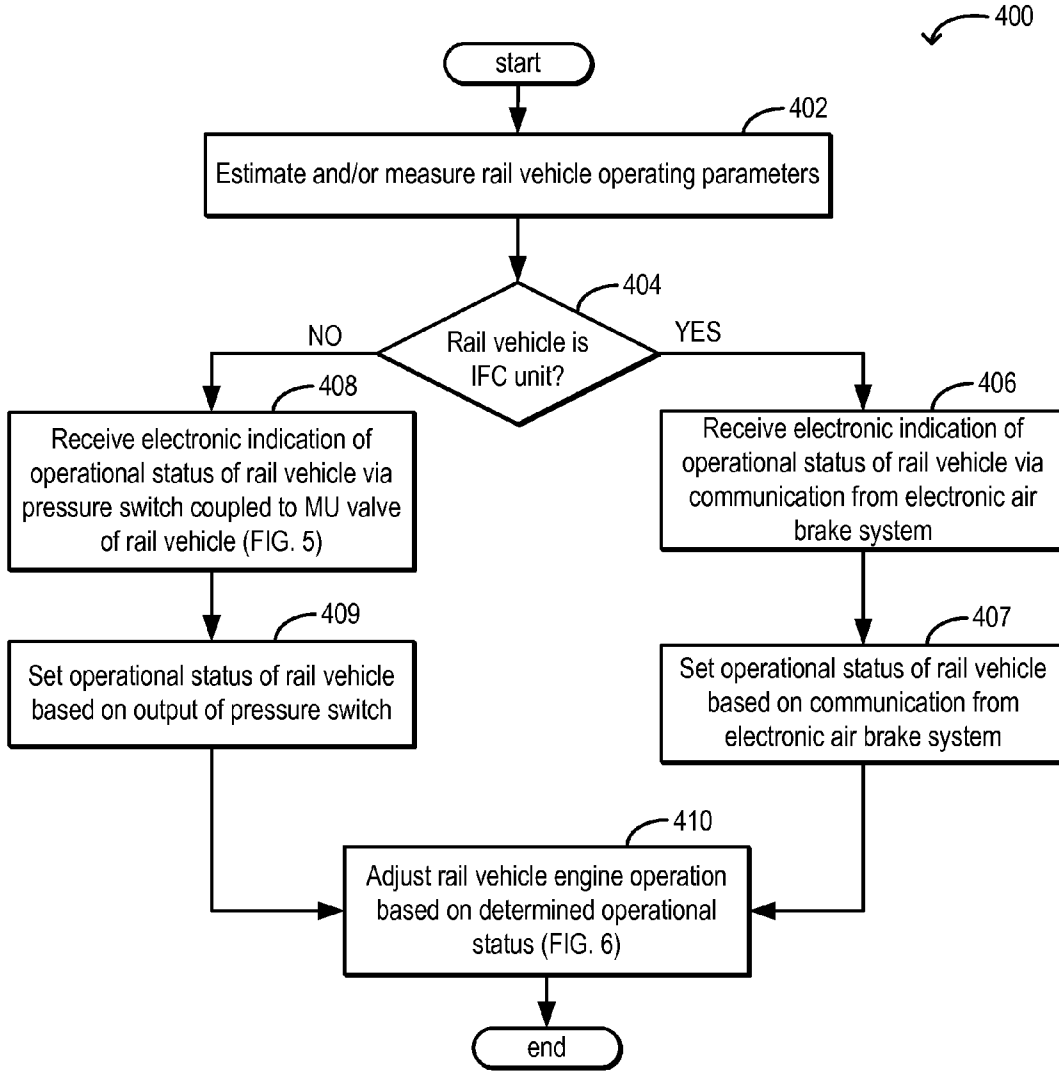 400
start
402
Estimate and/or measure rail vehicle operating parameters
404
Rail vehicle is
IFC unit?
NO
YES
408
Receive electronic indication of
operational status of rail vehicle via
pressure switch coupled to MU valve
of rail vehicle (FIG. 5)
406
Receive electronic indication of
operational status of rail vehicle via
communication from electronic air
brake system
409
Set operational status of rail vehicle
based on output of pressure switch
407
Set operational status of rail vehicle
based on communication from
electronic air brake system
410
Adjust rail vehicle engine operation
based on determined operational
status (FIG. 6)
end